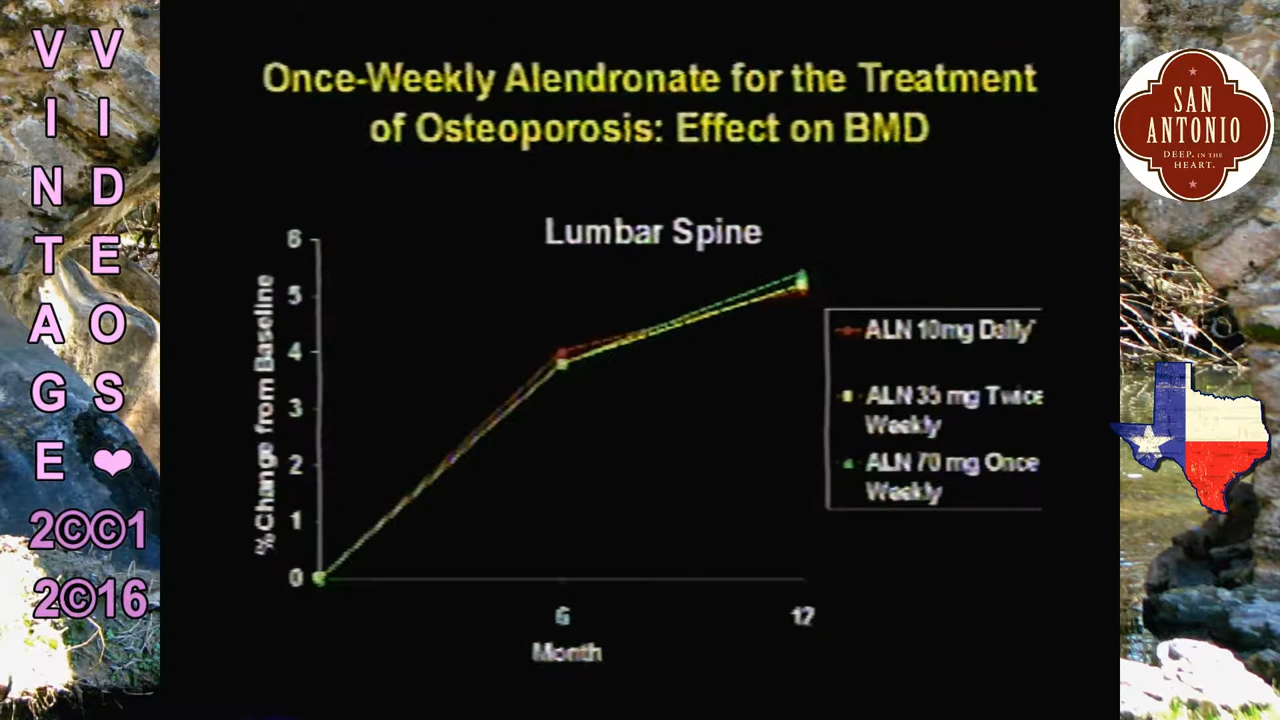 VINTAGE
VIDEOS❤
2©©1
2©16
Once-Weekly Alendronate for the Treatment
of Osteoporosis: Effect on BMD
Lumbar Spine
% Change from Baseline
6
5
4
3
2
1
0
6
12
Month
ALN 10mg Daily
ALN 35 mg Twice
Weekly
ALN 70 mg Once
Weekly
SAN
ANTONIO
DEEP. IN THE
HEART.